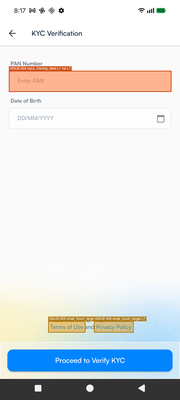 8:17
KYC Verification
PAN Number
Enter PAN
Date of Birth
DD/MM/YYYY
Terms of Use and Privacy Policy
Proceed to Verify KYC